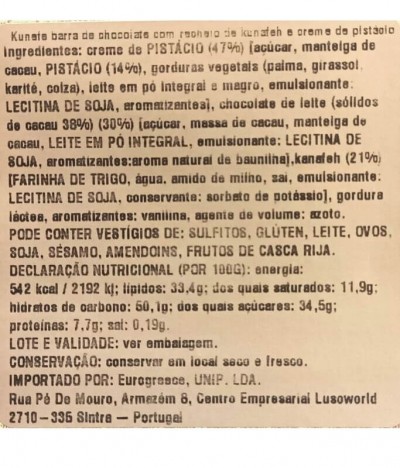 Kunafe barra de chocolate com recheio de kunafeh e creme de pistácio
Ingredientes: creme de PISTÁCIO (47%) [açúcar, manteiga de
cacau, PISTÁCIO (14%), gorduras vegetais (palma, girassol,
karité, colza), leite em pó integral e magro, emulsionante:
LECITINA DE SOJA, aromatizantes], chocolate de leite (sólidos
de cacau 38%) (30%) [açúcar, massa de cacau, manteiga de
cacau, LEITE EM PÓ INTEGRAL, emulsionante: LECITINA DE
SOJA, aromatizantes:aroma natural de baunilha],kanafeh (21%)
[FARINHA DE TRIGO, água, amido de milho, sal, emulsionante:
LECITINA DE SOJA, conservante: sorbato de potássio], gordura
láctea, aromatizantes: vanilina, agente de volume: azoto.
PODE CONTER VESTÍGIOS DE: SULFITOS, GLÚTEN, LEITE, OVOS,
SOJA, SÉSAMO, AMENDOINS, FRUTOS DE CASCA RIJA.
DECLARAÇÃO NUTRICIONAL (POR 100G): energia:
542 kcal / 2192 kj; lípidos: 33,4g; dos quais saturados: 11,9g;
hidratos de carbono: 50,1g; dos quais açúcares: 34,5g;
proteínas: 7.7g; sal: 0,19g.
LOTE E VALIDADE: ver embalagem.
CONSERVAÇÃO: conservar em local seco e fresco.
IMPORTADO POR: Eurogreece, UNIP. LDA.
Rua Pé De Mouro, Armazém 8, Centro Empresarial Lusoworld
2710-335 Sintra – Portugal